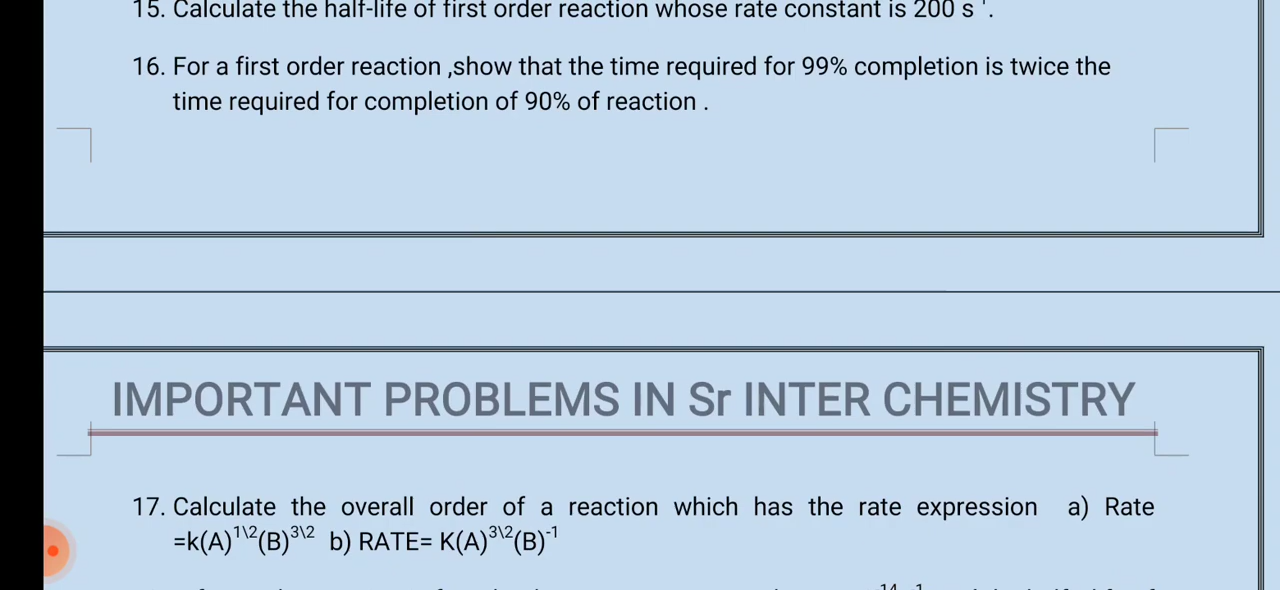 15. Calculate the half-life of first order reaction whose rate constant is 200 s⁻¹.
16. For a first order reaction ,show that the time required for 99% completion is twice the
time required for completion of 90% of reaction .
IMPORTANT PROBLEMS IN Sr INTER CHEMISTRY
17. Calculate the overall order of a reaction which has the rate expression a) Rate
=k(A)^1\2(B)^3\2 b) RATE= K(A)^3\2(B)^-1